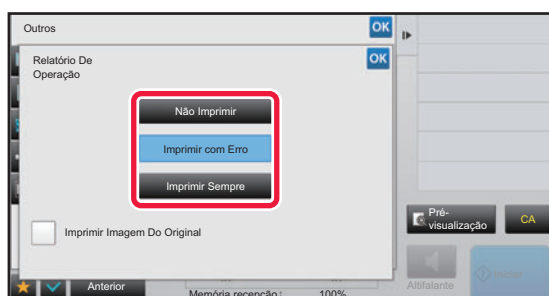 Outros
OK
Relatório De
Operação
OK
Não Imprimir
Imprimir com Erro
Imprimir Sempre
Imprimir Imagem Do Original
Pré-
visualização
CA
Anterior
Memória recepção:
100%
Altifalante
Iniciar